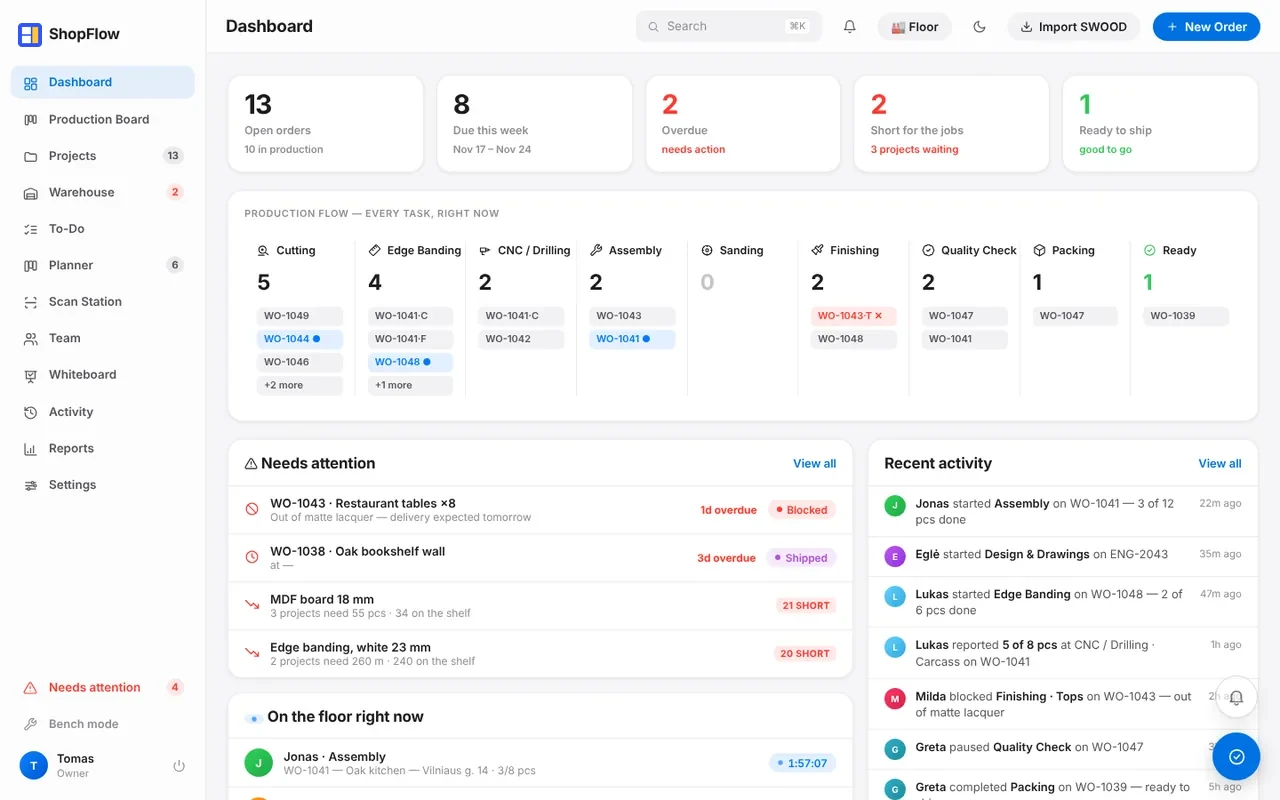 ShopFlow
Dashboard
Production Board
Projects 13
Warehouse 2
To-Do
Planner 6
Scan Station
Team
Whiteboard
Activity
Reports
Settings
Needs attention 4
Bench mode
T Tomas
Owner
Dashboard
Search ⌘K
Floor
Import SWOOD
+ New Order
13
Open orders
10 in production
8
Due this week
Nov 17 – Nov 24
2
Overdue
needs action
2
Short for the jobs
3 projects waiting
1
Ready to ship
good to go
PRODUCTION FLOW — EVERY TASK, RIGHT NOW
Cutting
5
WO-1049
WO-1044 ●
WO-1046
+2 more
Edge Banding
4
WO-1041·C
WO-1041·F
WO-1048 ●
+1 more
CNC / Drilling
2
WO-1041·C
WO-1042
Assembly
2
WO-1043
WO-1041 ●
Sanding
0
Finishing
2
WO-1043·T ✕
WO-1048
Quality Check
2
WO-1047
WO-1041
Packing
1
WO-1047
Ready
1
WO-1039
Needs attention View all
WO-1043 · Restaurant tables ×8
Out of matte lacquer — delivery expected tomorrow
1d overdue Blocked
WO-1038 · Oak bookshelf wall
at —
3d overdue Shipped
MDF board 18 mm
3 projects need 55 pcs · 34 on the shelf
21 SHORT
Edge banding, white 23 mm
2 projects need 260 m · 240 on the shelf
20 SHORT
On the floor right now
J Jonas · Assembly
WO-1041 — Oak kitchen — Vilniaus g. 14 · 3/8 pcs
1:57:07
Recent activity View all
J Jonas started Assembly on WO-1041 — 3 of 12 22m ago
pcs done
E Eglė started Design & Drawings on ENG-2043 35m ago
L Lukas started Edge Banding on WO-1048 — 2 of 47m ago
6 pcs done
L Lukas reported 5 of 8 pcs at CNC / Drilling · 1h ago
Carcass on WO-1041
M Milda blocked Finishing · Tops on WO-1043 — out
of matte lacquer
G Greta paused Quality Check on WO-1047
G Greta completed Packing on WO-1039 — ready to 5h ago